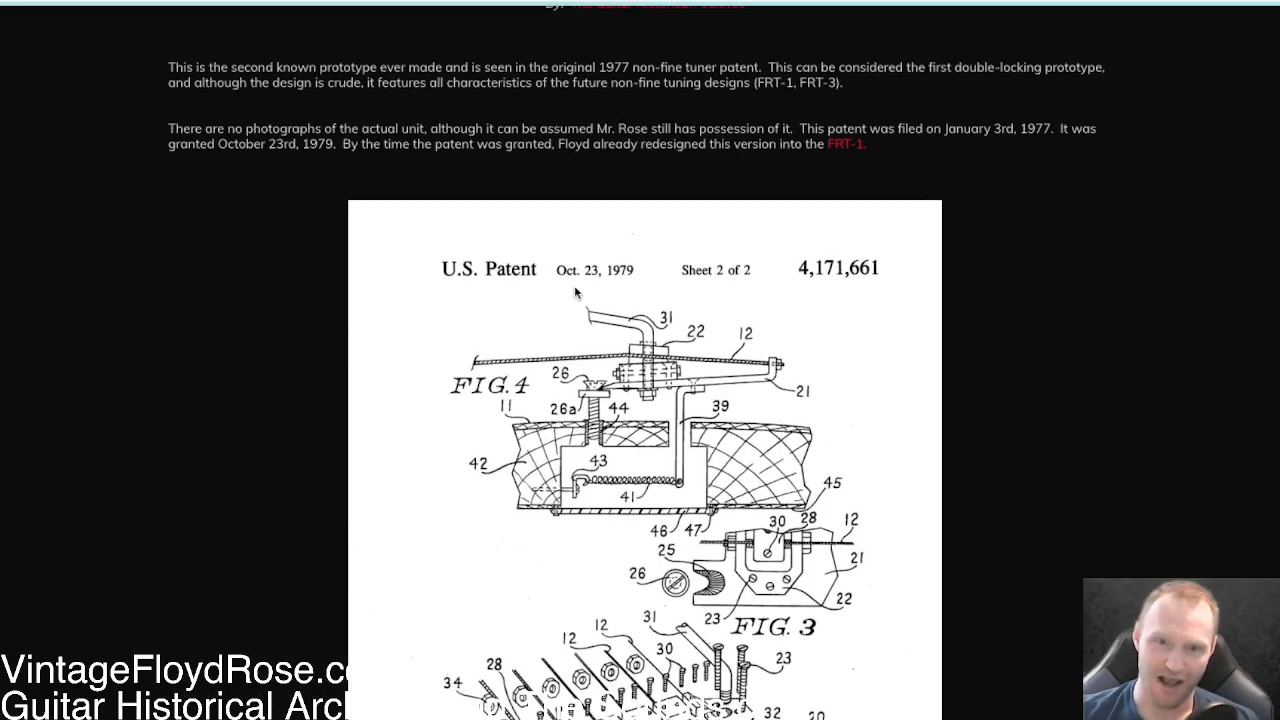 This is the second known prototype ever made and is seen in the original 1977 non-fine tuner patent. This can be considered the first double-locking prototype,
and although the design is crude, it features all characteristics of the future non-fine tuning designs (FRT-1, FRT-3).
There are no photographs of the actual unit, although it can be assumed Mr. Rose still has possession of it. This patent was filed on January 3rd, 1977. It was
granted October 23rd, 1979. By the time the patent was granted, Floyd already redesigned this version into the FRT-1.
U.S. Patent Oct. 23, 1979 Sheet 2 of 2 4,171,661
31
22
12
26
FIG.4
21
26a
11
44
39
42
43
41
45
46 47
30 28 12
25
21
26
22
23
FIG. 3
31
12
12
30
23
28
34
32
20
VintageFloydRose.co
Guitar Historical Arc